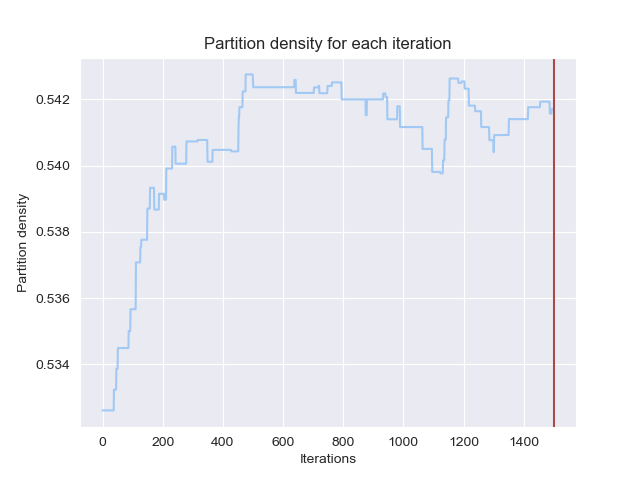 Partition density for each iteration
0.542
0.540
0.538
0.536
0.534
Partition density
0 200 400 600 800 1000 1200 1400
Iterations